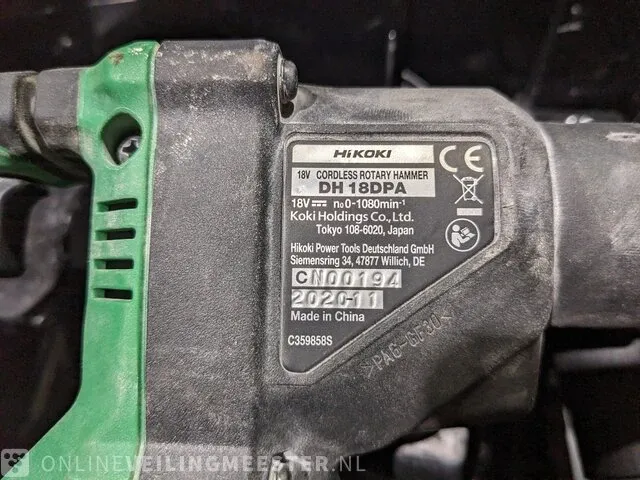 HiKOKI
18V CORDLESS ROTARY HAMMER
DH 18DPA
18V n₀0-1080min⁻¹
Koki Holdings Co., Ltd.
Tokyo 108-6020, Japan
Hikoki Power Tools Deutschland GmbH
Siemensring 34, 47877 Willich, DE
CN00194
2020-11
Made in China
C359858S
CE
>PA6-GF30<
ONLINEVEILINGMEESTER.NL